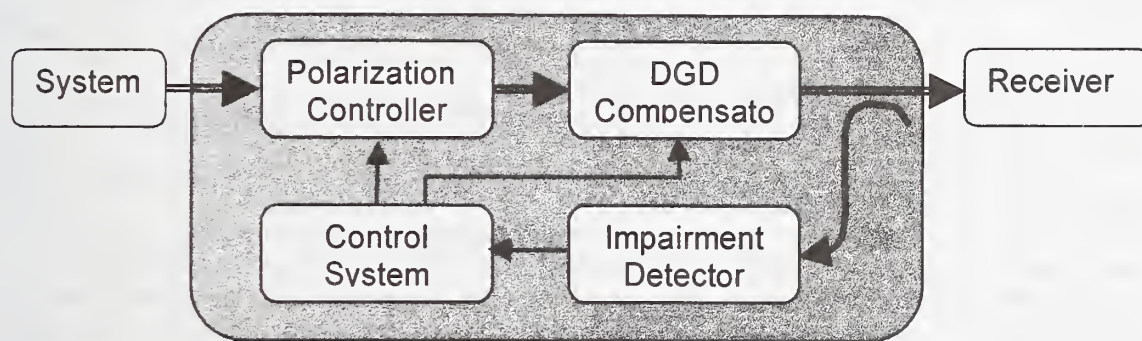 System
Polarization
Controller
DGD
Compensato
Receiver
Control
System
Impairment
Detector